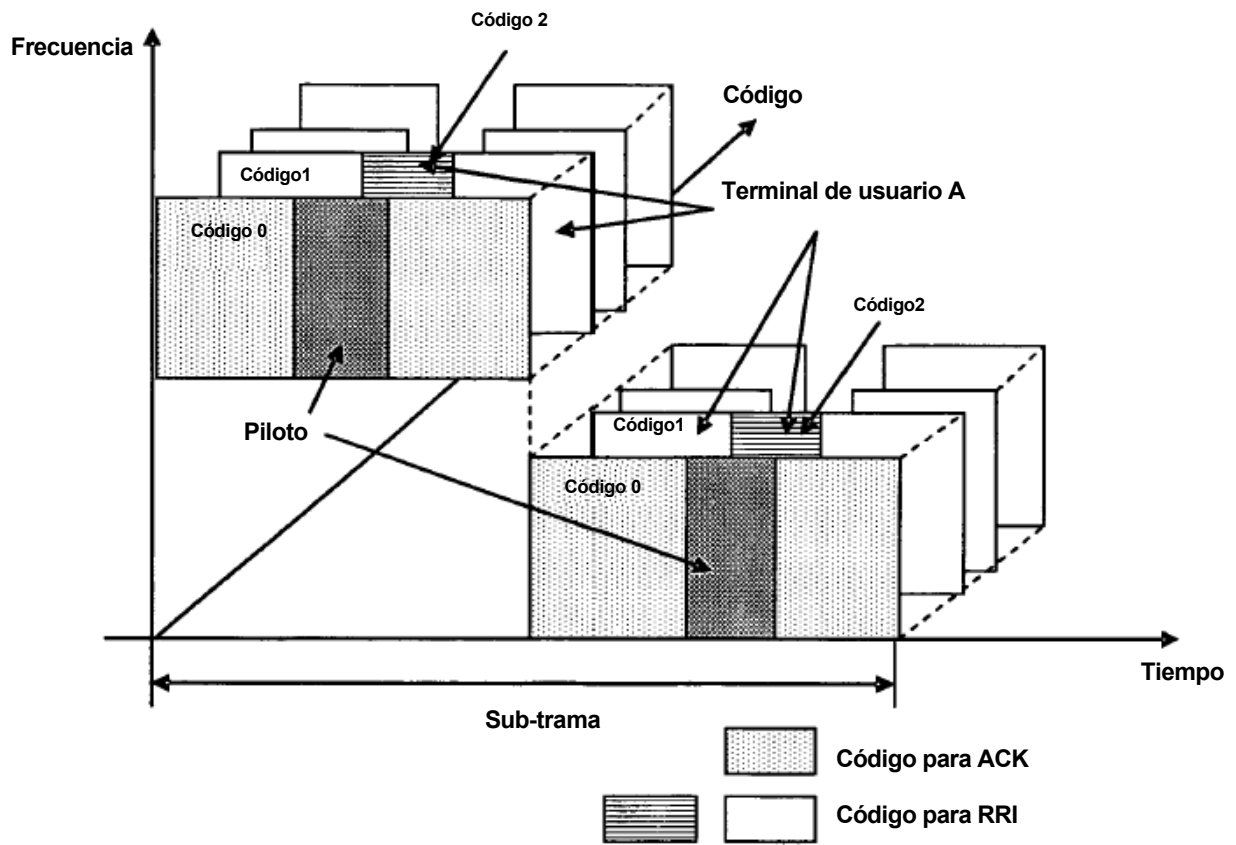 Código 2
Frecuencia
Código
Código1
Terminal de usuario A
Código 0
Código2
Código1
Piloto
Código 0
Tiempo
Sub-trama
Código para ACK
Código para RRI